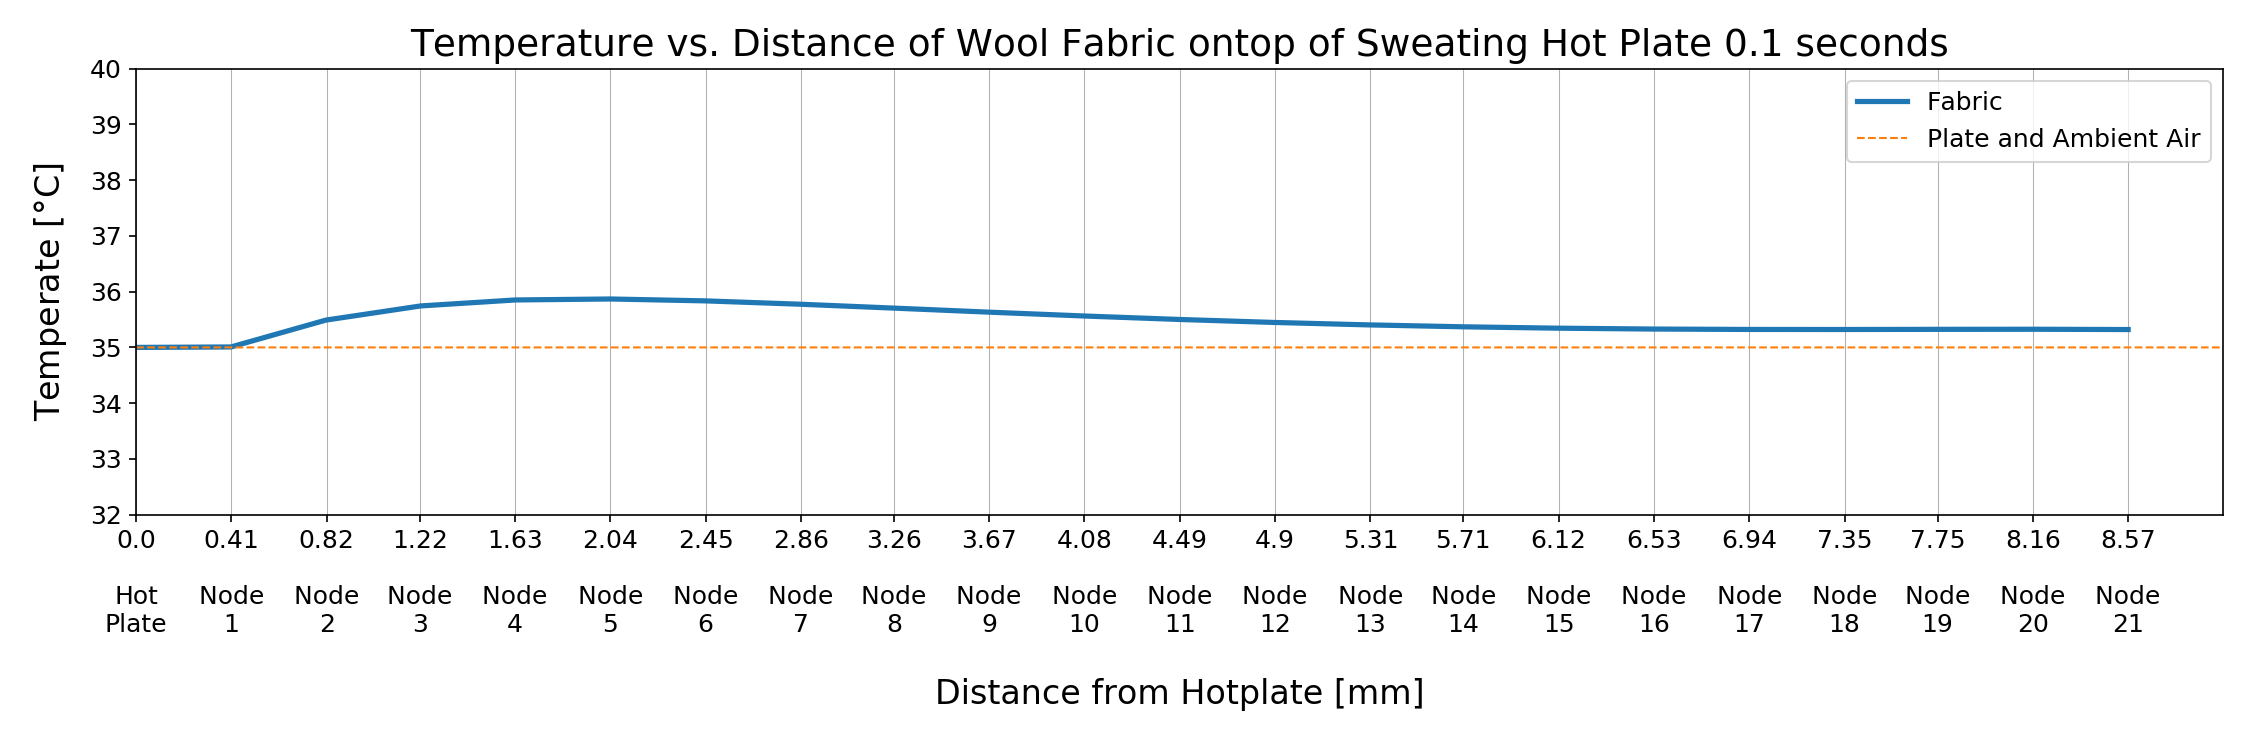 Temperature vs. Distance of Wool Fabric ontop of Sweating Hot Plate 0.1 seconds
Temperate [°C]
40
39
38
37
36
35
34
33
32
Fabric
Plate and Ambient Air
0.0 0.41 0.82 1.22 1.63 2.04 2.45 2.86 3.26 3.67 4.08 4.49 4.9 5.31 5.71 6.12 6.53 6.94 7.35 7.75 8.16 8.57
Hot Node Node Node Node Node Node Node Node Node Node Node Node Node Node Node Node Node Node Node Node Node
Plate 1 2 3 4 5 6 7 8 9 10 11 12 13 14 15 16 17 18 19 20 21
Distance from Hotplate [mm]